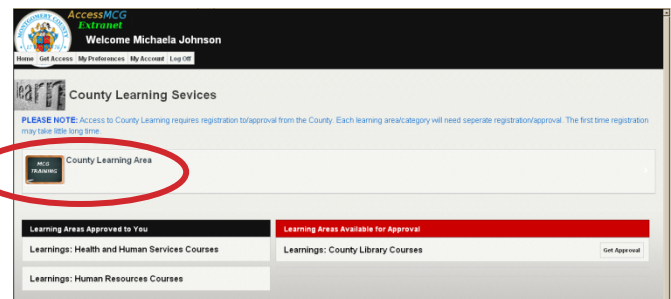 AccessMCG
Extranet
Welcome Michaela Johnson
Home Get Access My Preferences My Account Log Off
learn County Learning Sevices
PLEASE NOTE: Access to County Learning requires registration to/approval from the County. Each learning area/category will need seperate registration/approval. The first time registration
may take little long time.
MCG
TRAINING
County Learning Area
Learning Areas Approved to You
Learning Areas Available for Approval
Learnings: Health and Human Services Courses
Learnings: County Library Courses
Get Approval
Learnings: Human Resources Courses